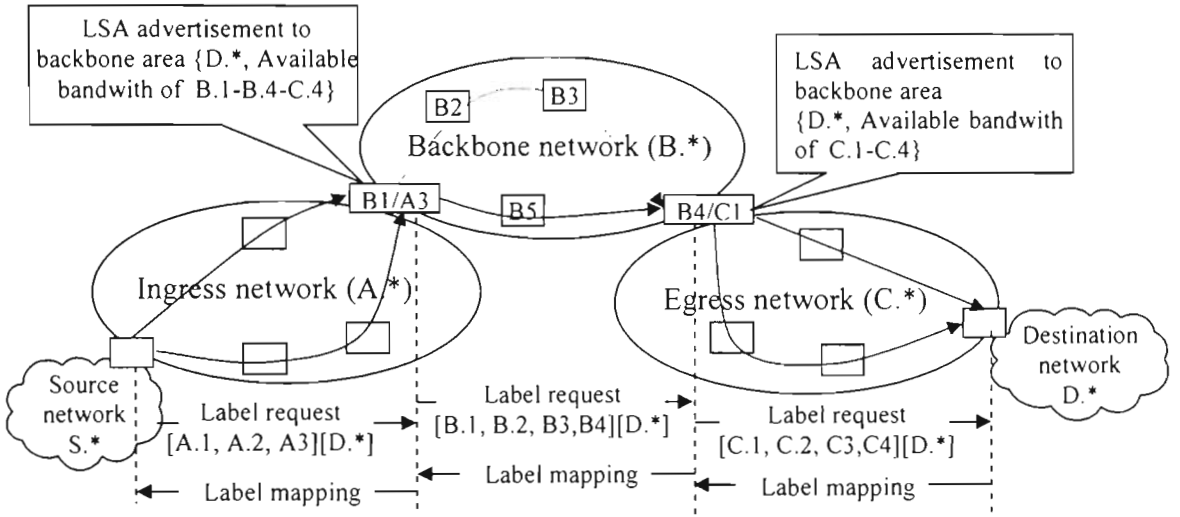 LSA advertisement to
backbone area {D.*, Available
bandwith of B.1-B.4-C.4}
LSA advertisement to
backbone area
{D.*, Available bandwith
of C.1-C.4}
B2
B3
Backbone network (B.*)
B1/A3
B5
B4/C1
Ingress network (A.*)
Egress network (C.*)
Source
network
S.*
Destination
network
D.*
Label request
[A.1, A.2, A3][D.*]
Label request
[B.1, B.2, B3,B4][D.*]
Label request
[C.1, C.2, C3,C4][D.*]
Label mapping
Label mapping
Label mapping